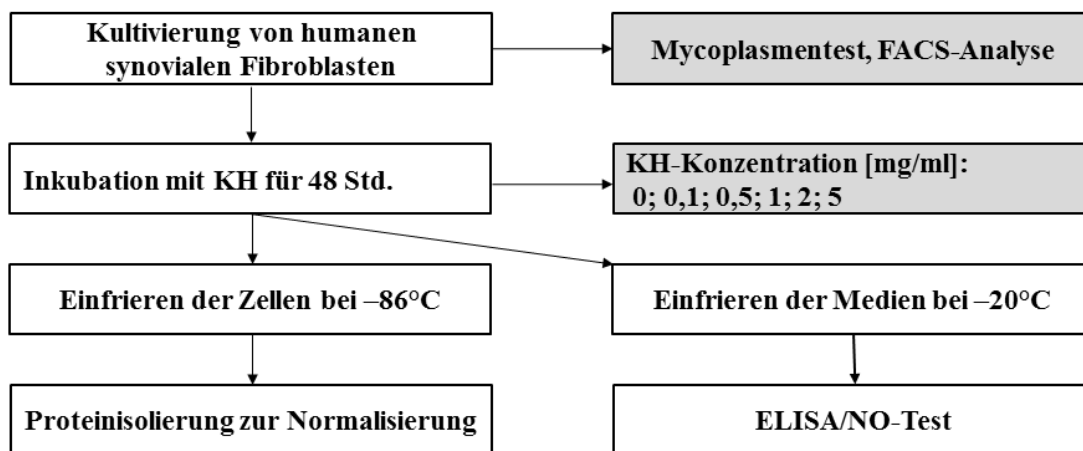 Kultivierung von humanen
synovialen Fibroblasten
Mycoplasmentest, FACS-Analyse
Inkubation mit KH für 48 Std.
KH-Konzentration [mg/ml]:
0; 0,1; 0,5; 1; 2; 5
Einfrieren der Zellen bei –86°C
Einfrieren der Medien bei –20°C
Proteinisolierung zur Normalisierung
ELISA/NO-Test